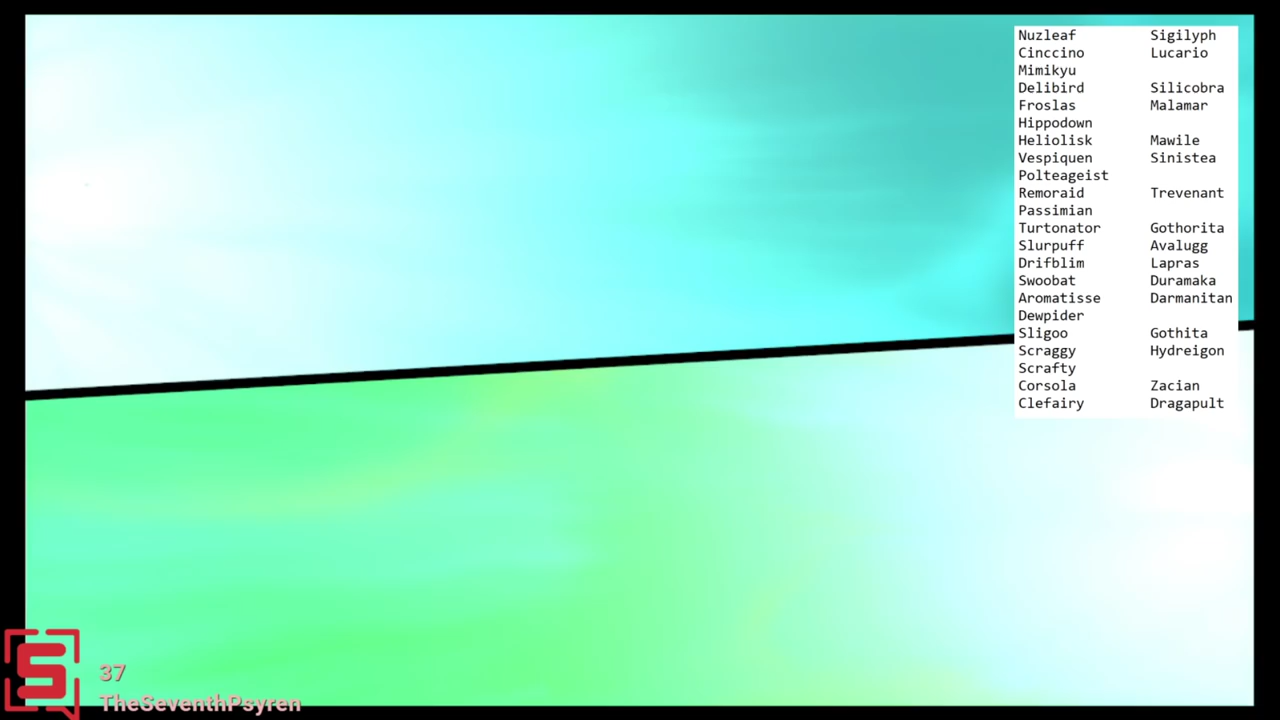 Nuzleaf Sigilyph
Cinccino Lucario
Mimikyu
Delibird Silicobra
Froslas Malamar
Hippodown
Heliolisk Mawile
Vespiquen Sinistea
Polteageist
Remoraid Trevenant
Passimian
Turtonator Gothorita
Slurpuff Avalugg
Drifblim Lapras
Swoobat Duramaka
Aromatisse Darmanitan
Dewpider
Sligoo Gothita
Scraggy Hydreigon
Scrafty
Corsola Zacian
Clefairy Dragapult
S
37
TheSeventhPsyren